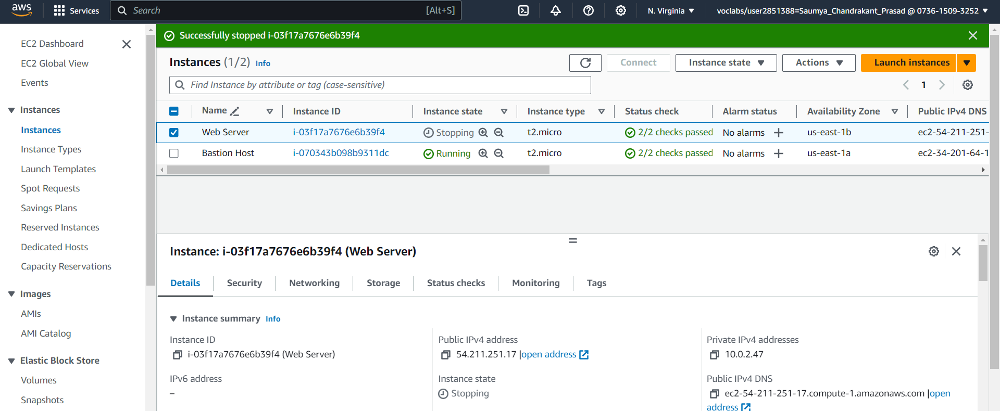 aws
Services
Search
[Alt+S]
N. Virginia
voclabs/user2851388=Saumya_Chandrakant_Prasad @ 0736-1509-3252
EC2 Dashboard
EC2 Global View
Events
Instances
Instances
Instance Types
Launch Templates
Spot Requests
Savings Plans
Reserved Instances
Dedicated Hosts
Capacity Reservations
Images
AMIs
AMI Catalog
Elastic Block Store
Volumes
Snapshots
Successfully stopped i-03f17a7676e6b39f4
Instances (1/2) Info
Connect
Instance state
Actions
Launch instances
Find Instance by attribute or tag (case-sensitive)
1
Name Instance ID Instance state Instance type Status check Alarm status Availability Zone Public IPv4 DNS
Web Server i-03f17a7676e6b39f4 Stopping t2.micro 2/2 checks passed No alarms + us-east-1b ec2-54-211-251-
Bastion Host i-070343b098b9311dc Running t2.micro 2/2 checks passed No alarms + us-east-1a ec2-34-201-64-1
Instance: i-03f17a7676e6b39f4 (Web Server)
Details Security Networking Storage Status checks Monitoring Tags
Instance summary Info
Instance ID
i-03f17a7676e6b39f4 (Web Server)
Public IPv4 address
54.211.251.17 |open address
Private IPv4 addresses
10.0.2.47
IPv6 address
–
Instance state
Stopping
Public IPv4 DNS
ec2-54-211-251-17.compute-1.amazonaws.com |open
address